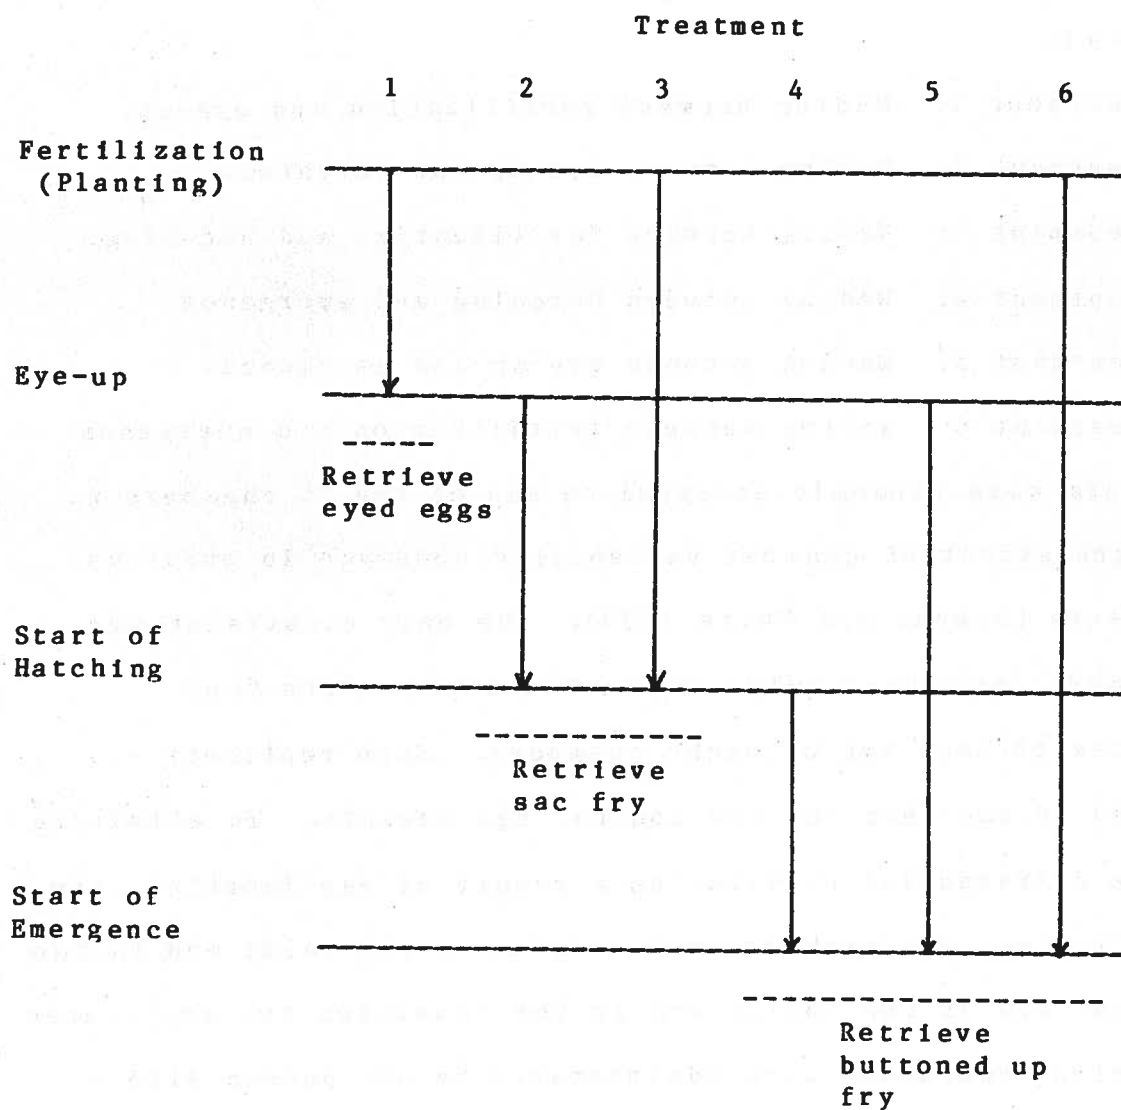 Treatment
1 2 3 4 5 6
Fertilization
(Planting)
Eye-up
Retrieve
eyed eggs
Start of
Hatching
Retrieve
sac fry
Start of
Emergence
Retrieve
buttoned up
fry